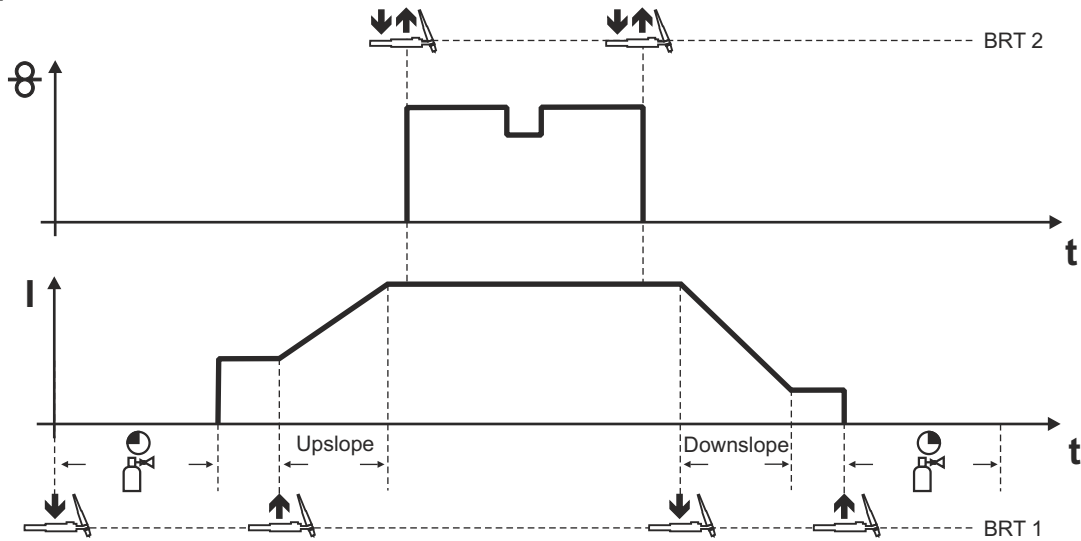 BRT 2
t
I
Upslope
Downslope
t
BRT 1